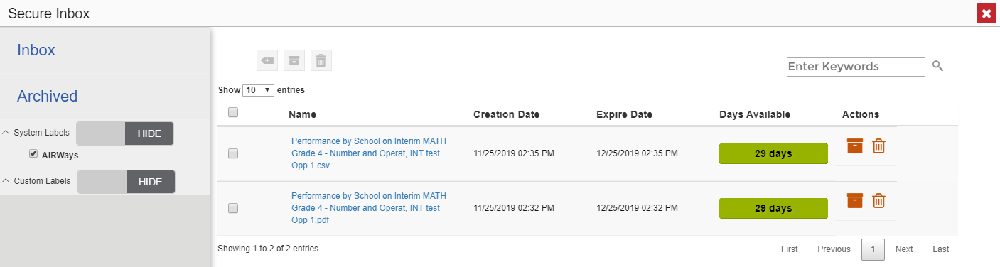 Secure Inbox
Inbox
Archived
System Labels HIDE
AIRWays
Custom Labels HIDE
Enter Keywords
Show 10 entries
Name Creation Date Expire Date Days Available Actions
Performance by School on Interim MATH
Grade 4 - Number and Operat, INT test 11/25/2019 02:35 PM 12/25/2019 02:35 PM 29 days
Opp 1.csv
Performance by School on Interim MATH
Grade 4 - Number and Operat, INT test 11/25/2019 02:32 PM 12/25/2019 02:32 PM 29 days
Opp 1.pdf
Showing 1 to 2 of 2 entries First Previous 1 Next Last